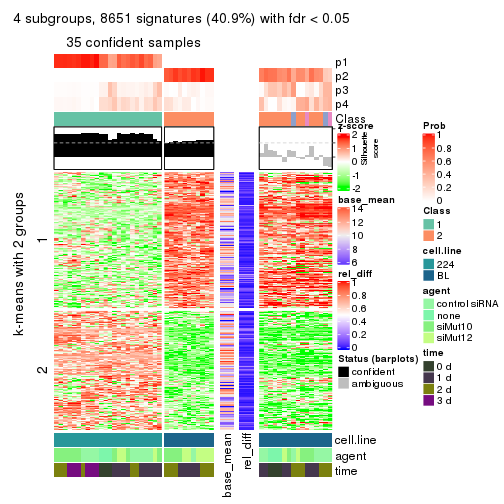 4 subgroups, 8651 signatures (40.9%) with fdr < 0.05
35 confident samples
p1
p2
p3
p4
Class
z-score
2
1
0
-1
-2
Silhouette
score
base_mean
14
12
10
8
6
rel_diff
1
0.8
0.6
0.4
0.2
0
Status (barplots)
confident
ambiguous
Prob
1
0.8
0.6
0.4
0.2
0
Class
1
2
cell.line
224
BL
agent
control siRNA
none
siMut10
siMut12
time
0 d
1 d
2 d
3 d
k-means with 2 groups
1
2
cell.line
agent
time
base_mean
rel_diff